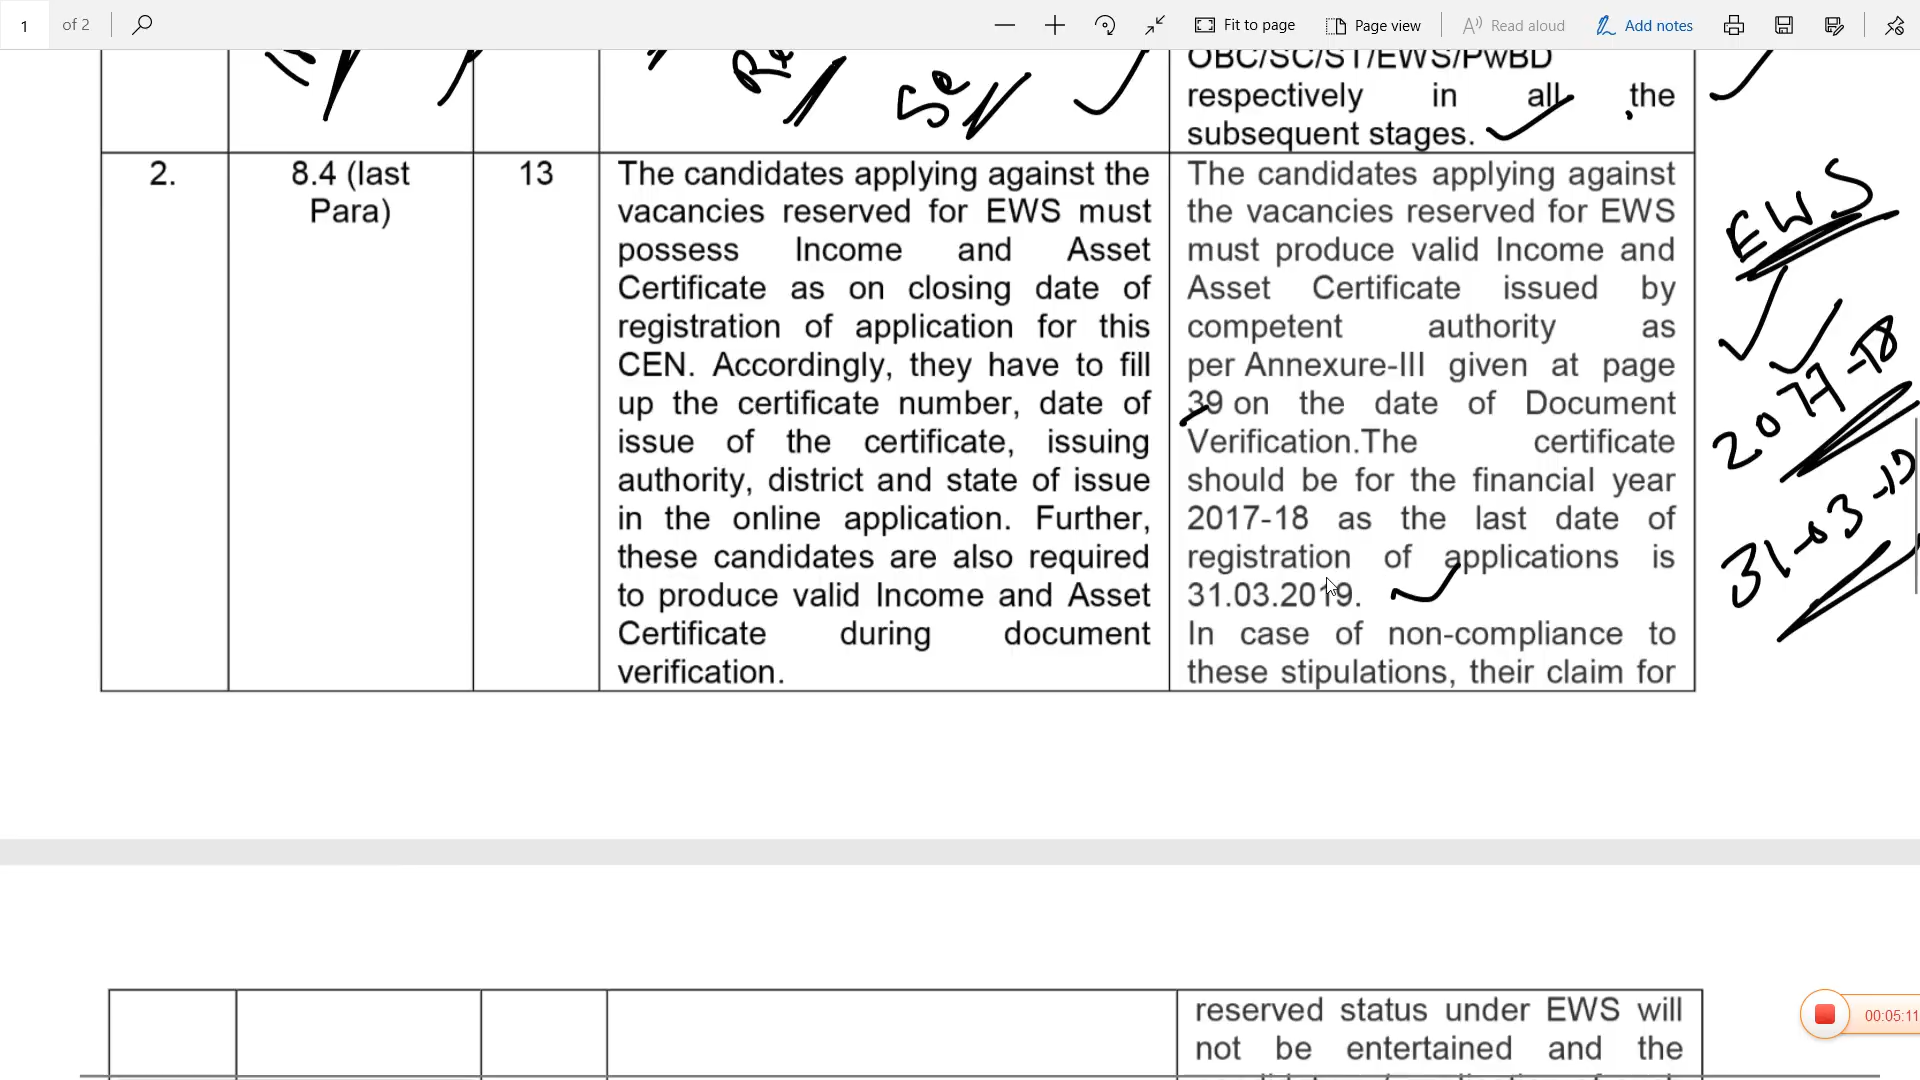 1 of 2 Fit to page Page view Read aloud Add notes
OBC/SC/ST/EWS/PwBD
respectively in all the
subsequent stages.
2.
8.4 (last
Para)
13
The candidates applying against the
vacancies reserved for EWS must
possess Income and Asset
Certificate as on closing date of
registration of application for this
CEN. Accordingly, they have to fill
up the certificate number, date of
issue of the certificate, issuing
authority, district and state of issue
in the online application. Further,
these candidates are also required
to produce valid Income and Asset
Certificate during document
verification.
The candidates applying against
the vacancies reserved for EWS
must produce valid Income and
Asset Certificate issued by
competent authority as
per Annexure-III given at page
39 on the date of Document
Verification.The certificate
should be for the financial year
2017-18 as the last date of
registration of applications is
31.03.2019.
In case of non-compliance to
these stipulations, their claim for
EWS
2017-18
31-03-19
reserved status under EWS will
not be entertained and the
00:05:11